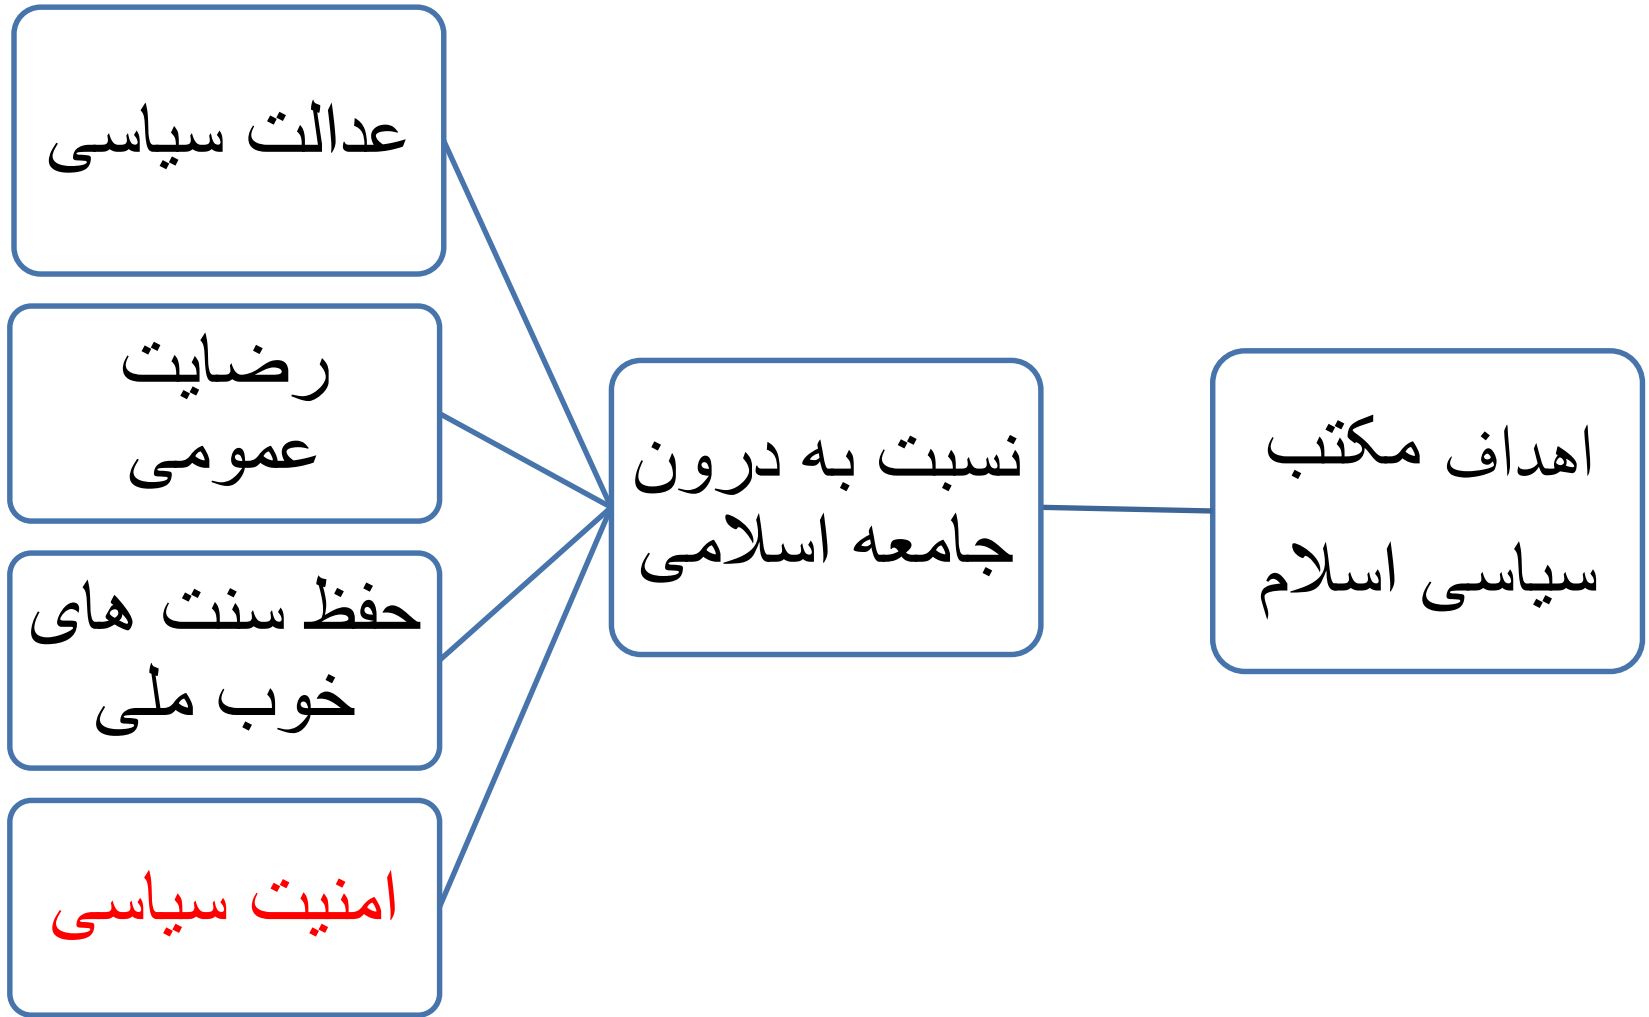 اهداف مکتب
سیاسی اسلام
نسبت به درون
جامعه اسلامی
عدالت سیاسی
رضایت
عمومی
حفظ سنت های
خوب ملی
امنیت سیاسی